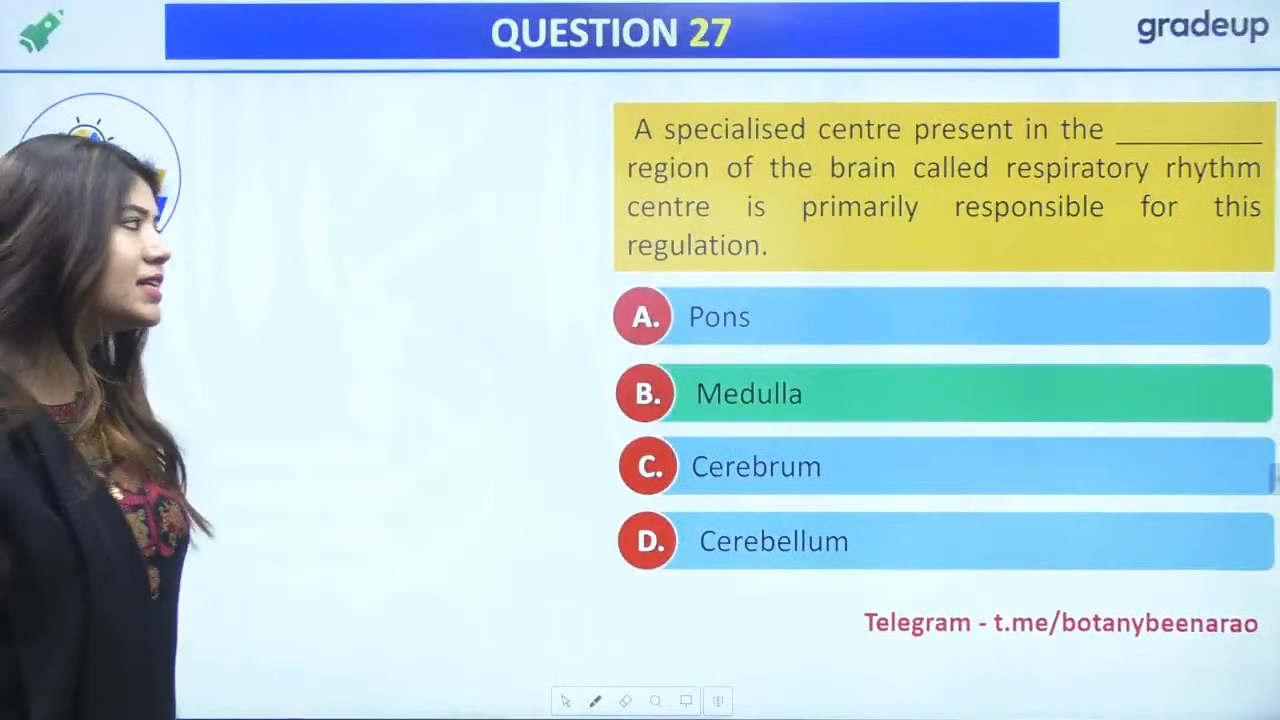 QUESTION 27
gradeup
A specialised centre present in the __________
region of the brain called respiratory rhythm
centre is primarily responsible for this
regulation.
A. Pons
B. Medulla
C. Cerebrum
D. Cerebellum
Telegram - t.me/botanybeenarao